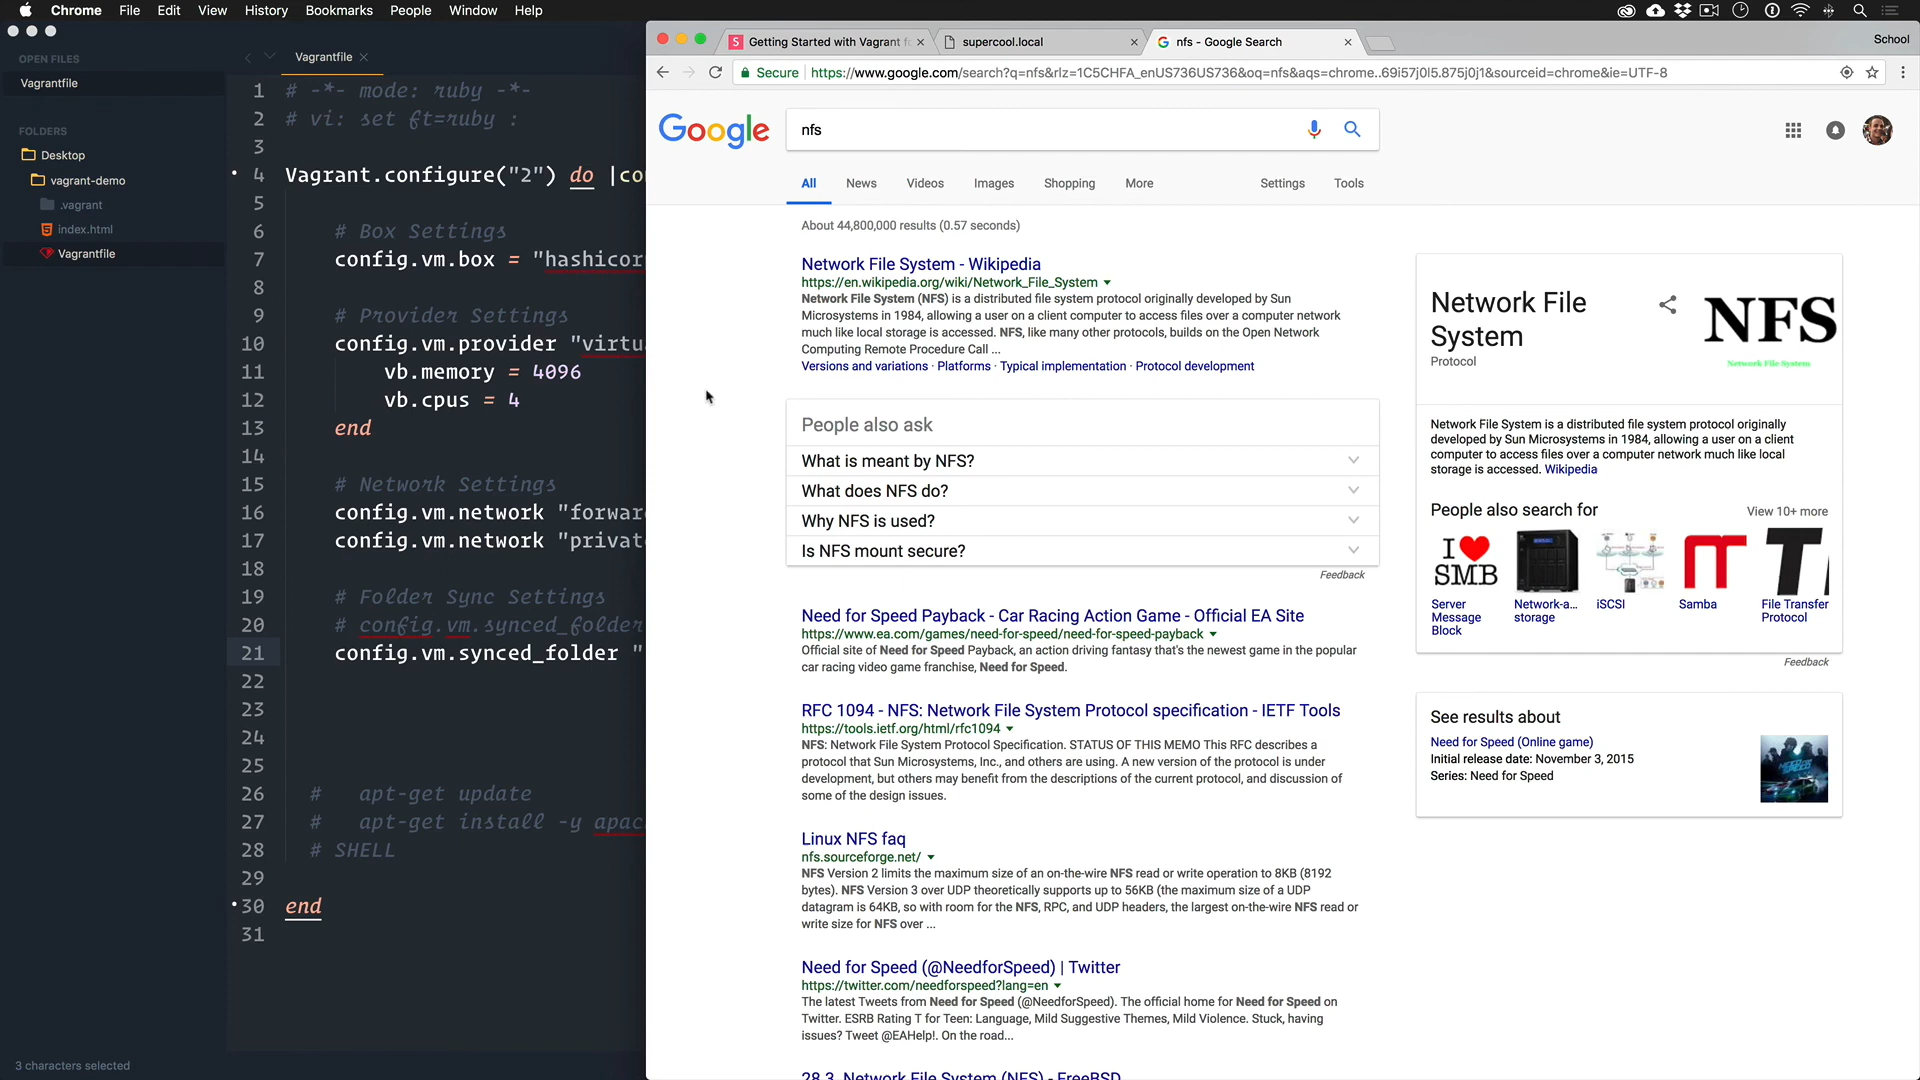 Chrome File Edit View History Bookmarks People Window Help
OPEN FILES
Vagrantfile
FOLDERS
Desktop
vagrant-demo
.vagrant
index.html
Vagrantfile
3 characters selected
Vagrantfile
1 # -*- mode: ruby -*-
2 # vi: set ft=ruby :
3
4 Vagrant.configure("2") do |co
5
6 # Box Settings
7 config.vm.box = "hashicor
8
9 # Provider Settings
10 config.vm.provider "virtu
11 vb.memory = 4096
12 vb.cpus = 4
13 end
14
15 # Network Settings
16 config.vm.network "forwar
17 config.vm.network "privat
18
19 # Folder Sync Settings
20 # config.vm.synced_folder
21 config.vm.synced_folder "
22
23
24
25
26 # apt-get update
27 # apt-get install -y apac
28 # SHELL
29
30 end
31
Getting Started with Vagrant f
supercool.local
nfs - Google Search
School
Secure https://www.google.com/search?q=nfs&rlz=1C5CHFA_enUS736US736&oq=nfs&aqs=chrome..69i57j0l5.875j0j1&sourceid=chrome&ie=UTF-8
Google
nfs
All News Videos Images Shopping More Settings Tools
About 44,800,000 results (0.57 seconds)
Network File System - Wikipedia
https://en.wikipedia.org/wiki/Network_File_System
Network File System (NFS) is a distributed file system protocol originally developed by Sun
Microsystems in 1984, allowing a user on a client computer to access files over a computer network
much like local storage is accessed. NFS, like many other protocols, builds on the Open Network
Computing Remote Procedure Call ...
Versions and variations · Platforms · Typical implementation · Protocol development
People also ask
What is meant by NFS?
What does NFS do?
Why NFS is used?
Is NFS mount secure?
Feedback
Need for Speed Payback - Car Racing Action Game - Official EA Site
https://www.ea.com/games/need-for-speed/need-for-speed-payback
Official site of Need for Speed Payback, an action driving fantasy that's the newest game in the popular
car racing video game franchise, Need for Speed.
RFC 1094 - NFS: Network File System Protocol specification - IETF Tools
https://tools.ietf.org/html/rfc1094
NFS: Network File System Protocol Specification. STATUS OF THIS MEMO This RFC describes a
protocol that Sun Microsystems, Inc., and others are using. A new version of the protocol is under
development, but others may benefit from the descriptions of the current protocol, and discussion of
some of the design issues.
Linux NFS faq
nfs.sourceforge.net/
NFS Version 2 limits the maximum size of an on-the-wire NFS read or write operation to 8KB (8192
bytes). NFS Version 3 over UDP theoretically supports up to 56KB (the maximum size of a UDP
datagram is 64KB, so with room for the NFS, RPC, and UDP headers, the largest on-the-wire NFS read or
write size for NFS over ...
Need for Speed (@NeedforSpeed) | Twitter
https://twitter.com/needforspeed?lang=en
The latest Tweets from Need for Speed (@NeedforSpeed). The official home for Need for Speed on
Twitter. ESRB Rating T for Teen: Language, Mild Suggestive Themes, Mild Violence. Stuck, having
issues? Tweet @EAHelp!. On the road...
28.3. Network File System (NFS) - FreeBSD
Network File
System
Protocol
NFS
Network File System
Network File System is a distributed file system protocol originally
developed by Sun Microsystems in 1984, allowing a user on a client
computer to access files over a computer network much like local
storage is accessed. Wikipedia
People also search for
View 10+ more
I
SMB
Server
Message
Block
Network-a...
storage
iSCSI
Samba
File Transfer
Protocol
Feedback
See results about
Need for Speed (Online game)
Initial release date: November 3, 2015
Series: Need for Speed